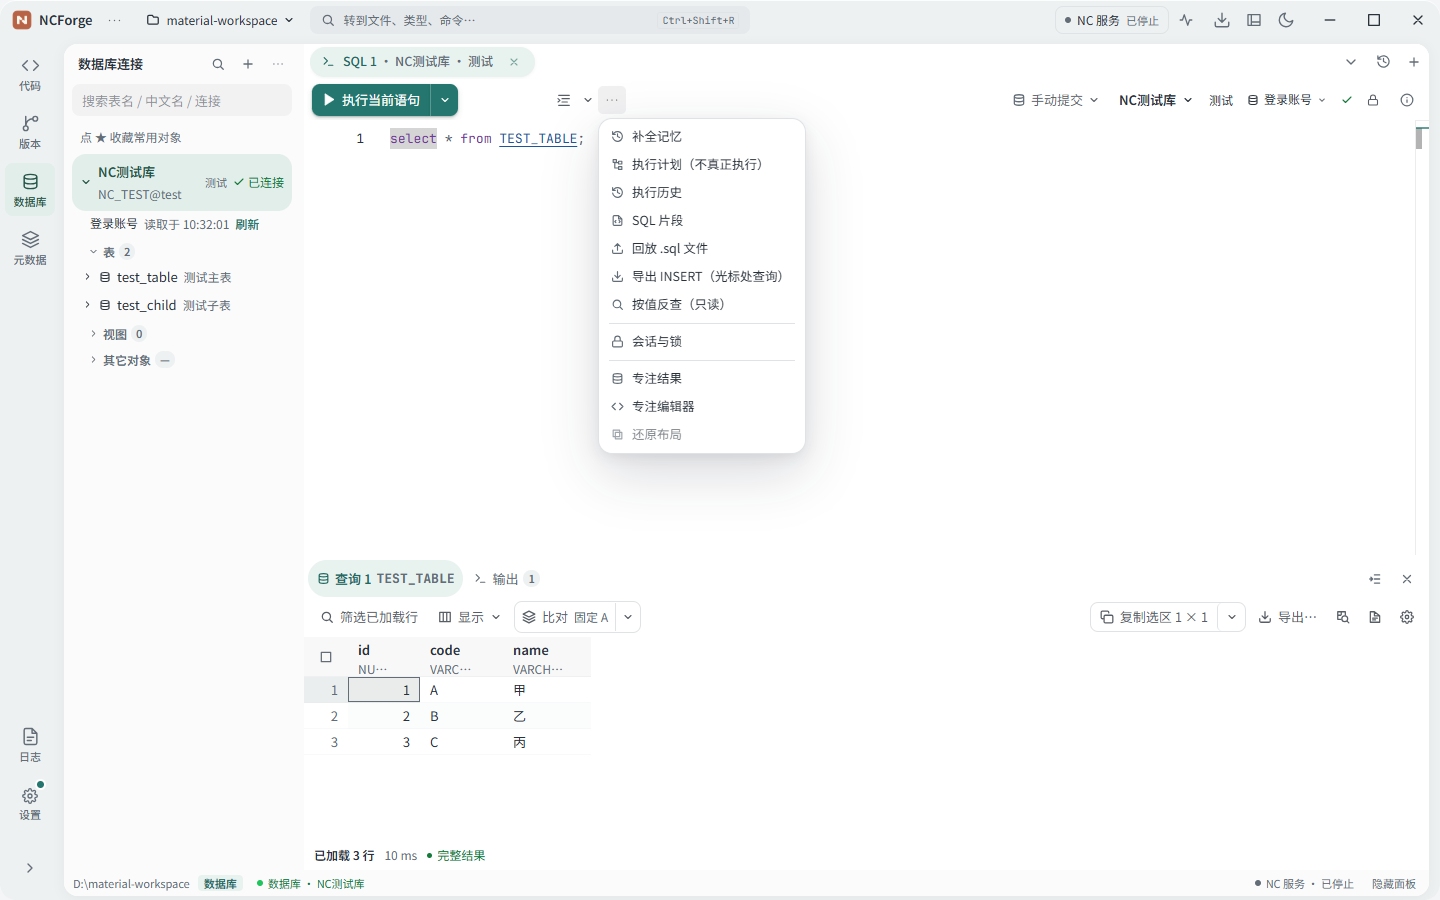 NCForge ··· material-workspace 转到文件、类型、命令··· Ctrl+Shift+R NC 服务 已停止
代码
版本
数据库
元数据
日志
设置
数据库连接 ···
搜索表名 / 中文名 / 连接
点 ★ 收藏常用对象
NC测试库
NC_TEST@test
测试 ✓ 已连接
登录账号 读取于 10:32:01 刷新
表 2
test_table 测试主表
test_child 测试子表
视图 0
其它对象 —
SQL 1 • NC测试库 • 测试
执行当前语句 ··· 手动提交 NC测试库 测试 登录账号
1 select * from TEST_TABLE;
补全记忆
执行计划（不真正执行）
执行历史
SQL 片段
回放 .sql 文件
导出 INSERT（光标处查询）
按值反查（只读）
会话与锁
专注结果
专注编辑器
还原布局
查询 1 TEST_TABLE 输出 1
筛选已加载行 显示 比对 固定 A 复制选区 1 × 1 导出···
id code name
NU··· VARC··· VARCH···
1 1 A 甲
2 2 B 乙
3 3 C 丙
已加载 3 行 10 ms 完整结果
D:\material-workspace 数据库 数据库 • NC测试库 NC 服务 • 已停止 隐藏面板